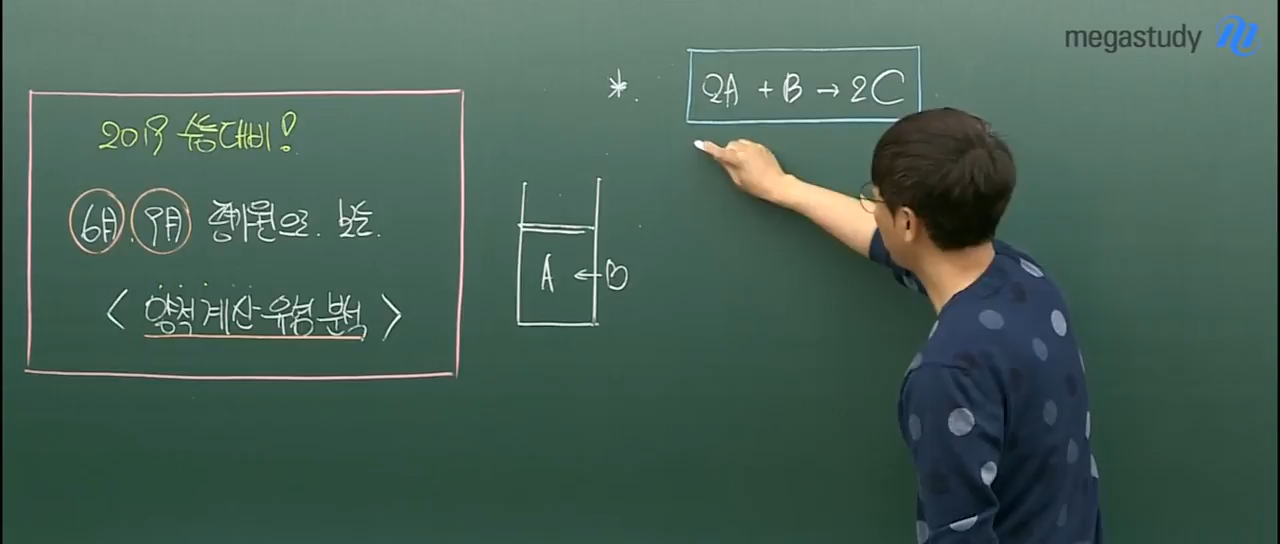 2019 수능대비!
6月. 9月 평가원으로 보는
< 양적계산 유형 분석 >
*. 2A + B → 2C
A ← B
megastudy